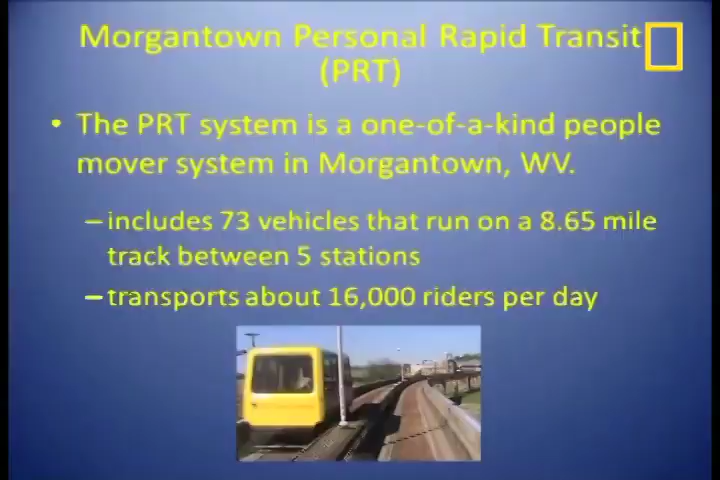 Morgantown Personal Rapid Transit
(PRT)
• The PRT system is a one-of-a-kind people
mover system in Morgantown, WV.
–includes 73 vehicles that run on a 8.65 mile
track between 5 stations
–transports about 16,000 riders per day